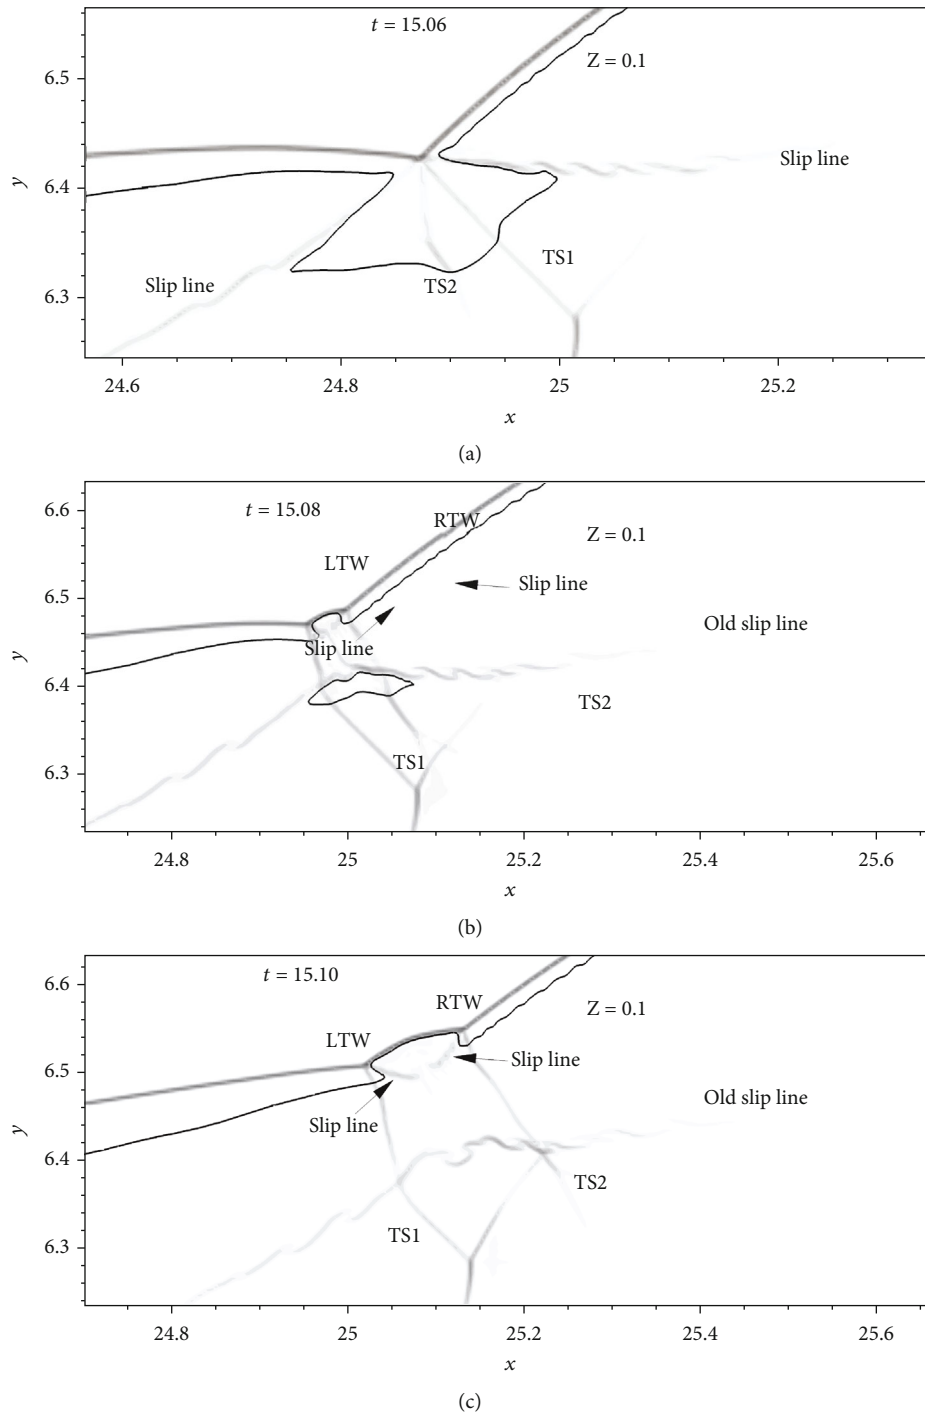 t = 15.06
Z = 0.1
6.5
Slip line
6.4
y
TS1
Slip line
TS2
6.3
24.6 24.8 25 25.2
x
(a)
6.6
t = 15.08
RTW
Z = 0.1
LTW
Slip line
6.5
Old slip line
Slip line
y
6.4
TS2
TS1
6.3
24.8 25 25.2 25.4 25.6
x
(b)
6.6
t = 15.10
RTW
Z = 0.1
LTW
Slip line
6.5
Old slip line
Slip line
y
6.4
TS2
TS1
6.3
24.8 25 25.2 25.4 25.6
x
(c)